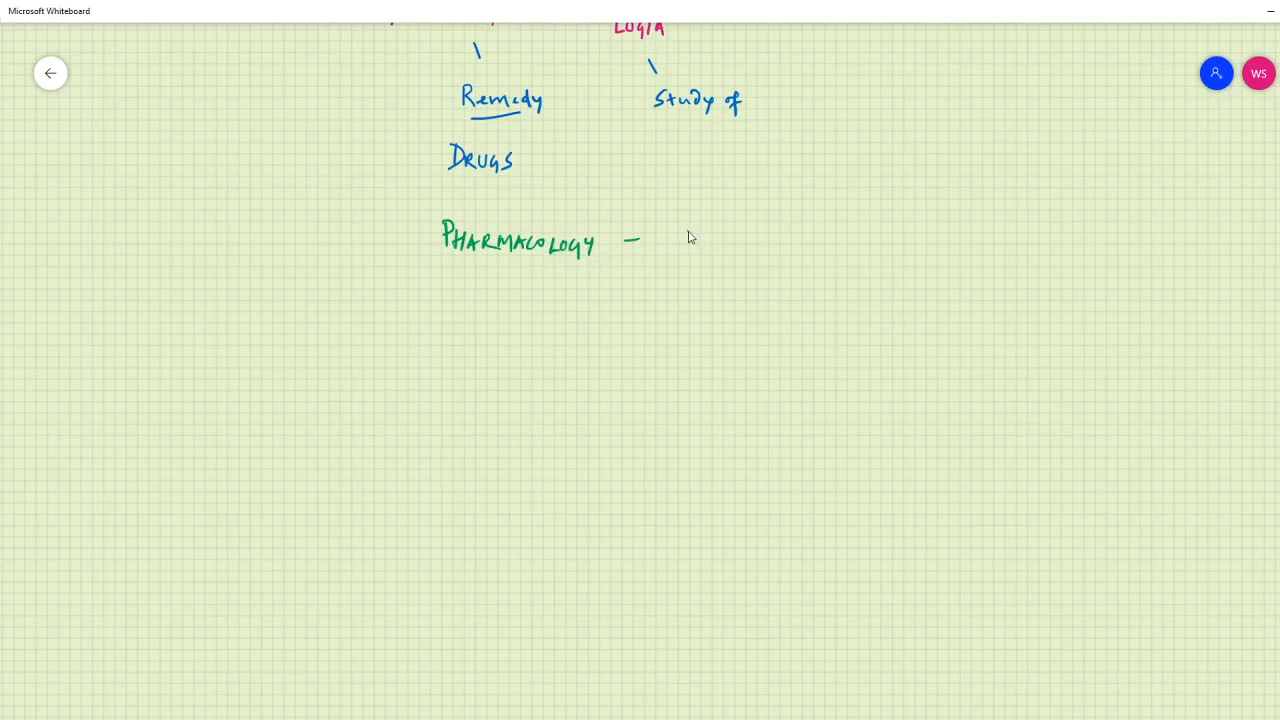 Microsoft Whiteboard
LOGIA
WS
Remedy Study of
DRUGS
PHARMACOLOGY –